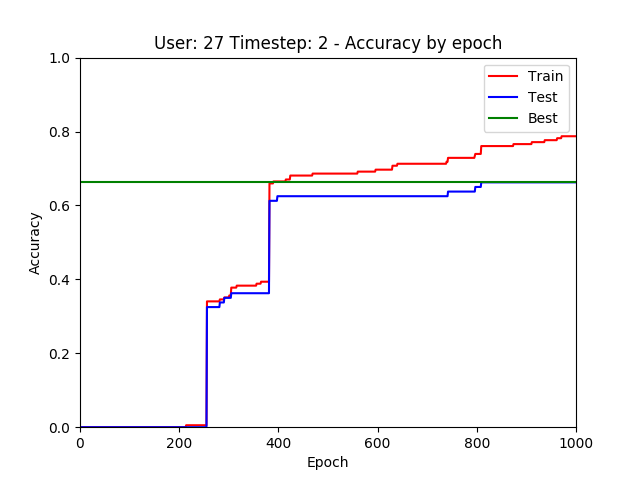 User: 27 Timestep: 2 - Accuracy by epoch
1.0
Train
Test
Best
0.8
0.6
Accuracy
0.4
0.2
0.0
0 200 400 600 800 1000
Epoch